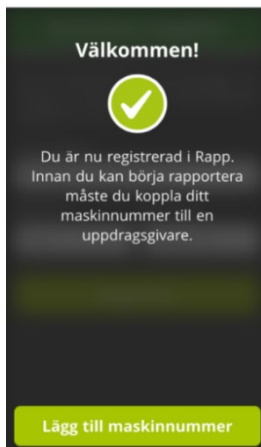 Välkommen!
Du är nu registrerad i Rapp.
Innan du kan börja rapportera
måste du koppla ditt
maskinnummer till en
uppdragsgivare.
Lägg till maskinnummer